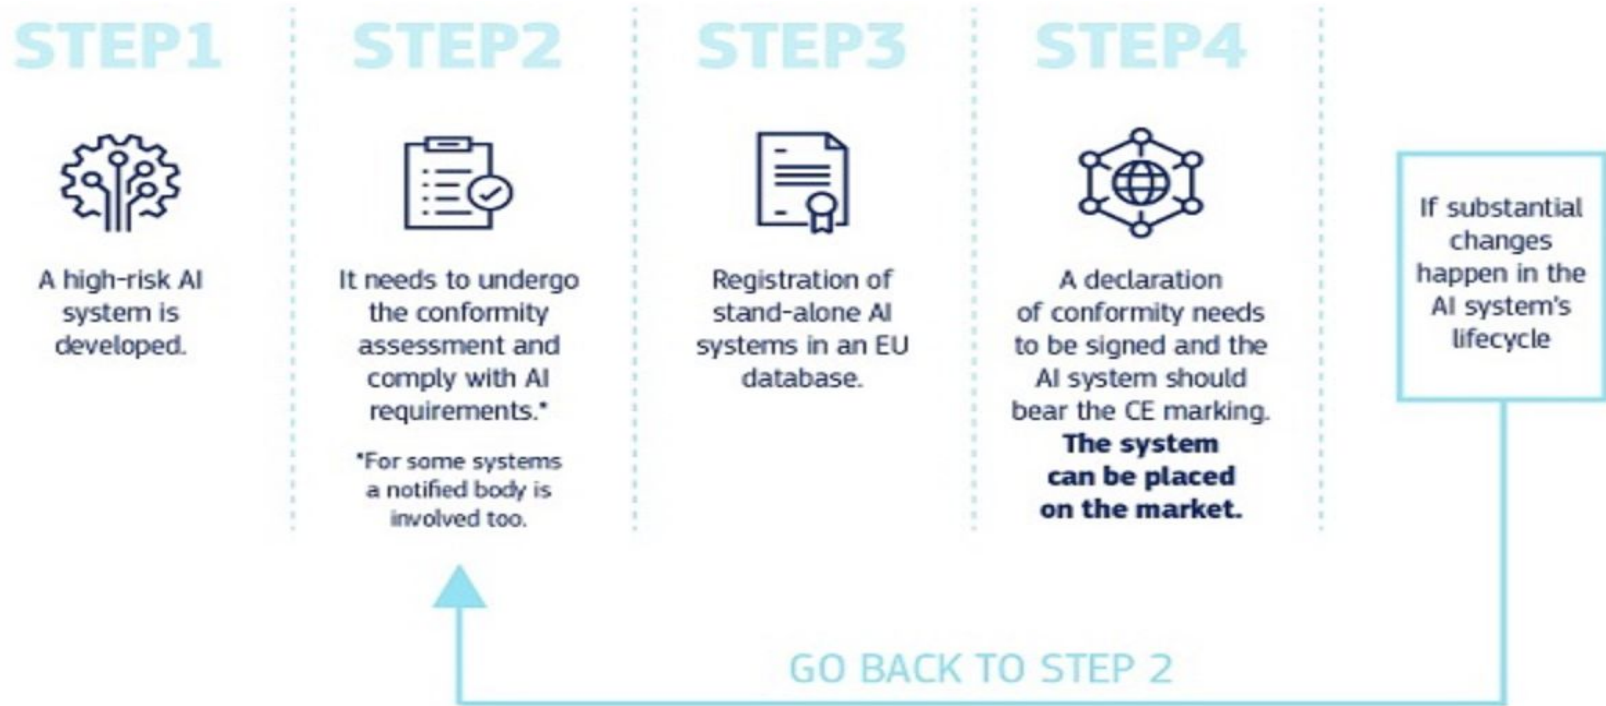 STEP1
A high-risk AI
system is
developed.
STEP2
It needs to undergo
the conformity
assessment and
comply with AI
requirements.*
*For some systems
a notified body is
involved too.
STEP3
Registration of
stand-alone AI
systems in an EU
database.
STEP4
A declaration
of conformity needs
to be signed and the
AI system should
bear the CE marking.
The system
can be placed
on the market.
If substantial
changes
happen in the
AI system's
lifecycle
GO BACK TO STEP 2